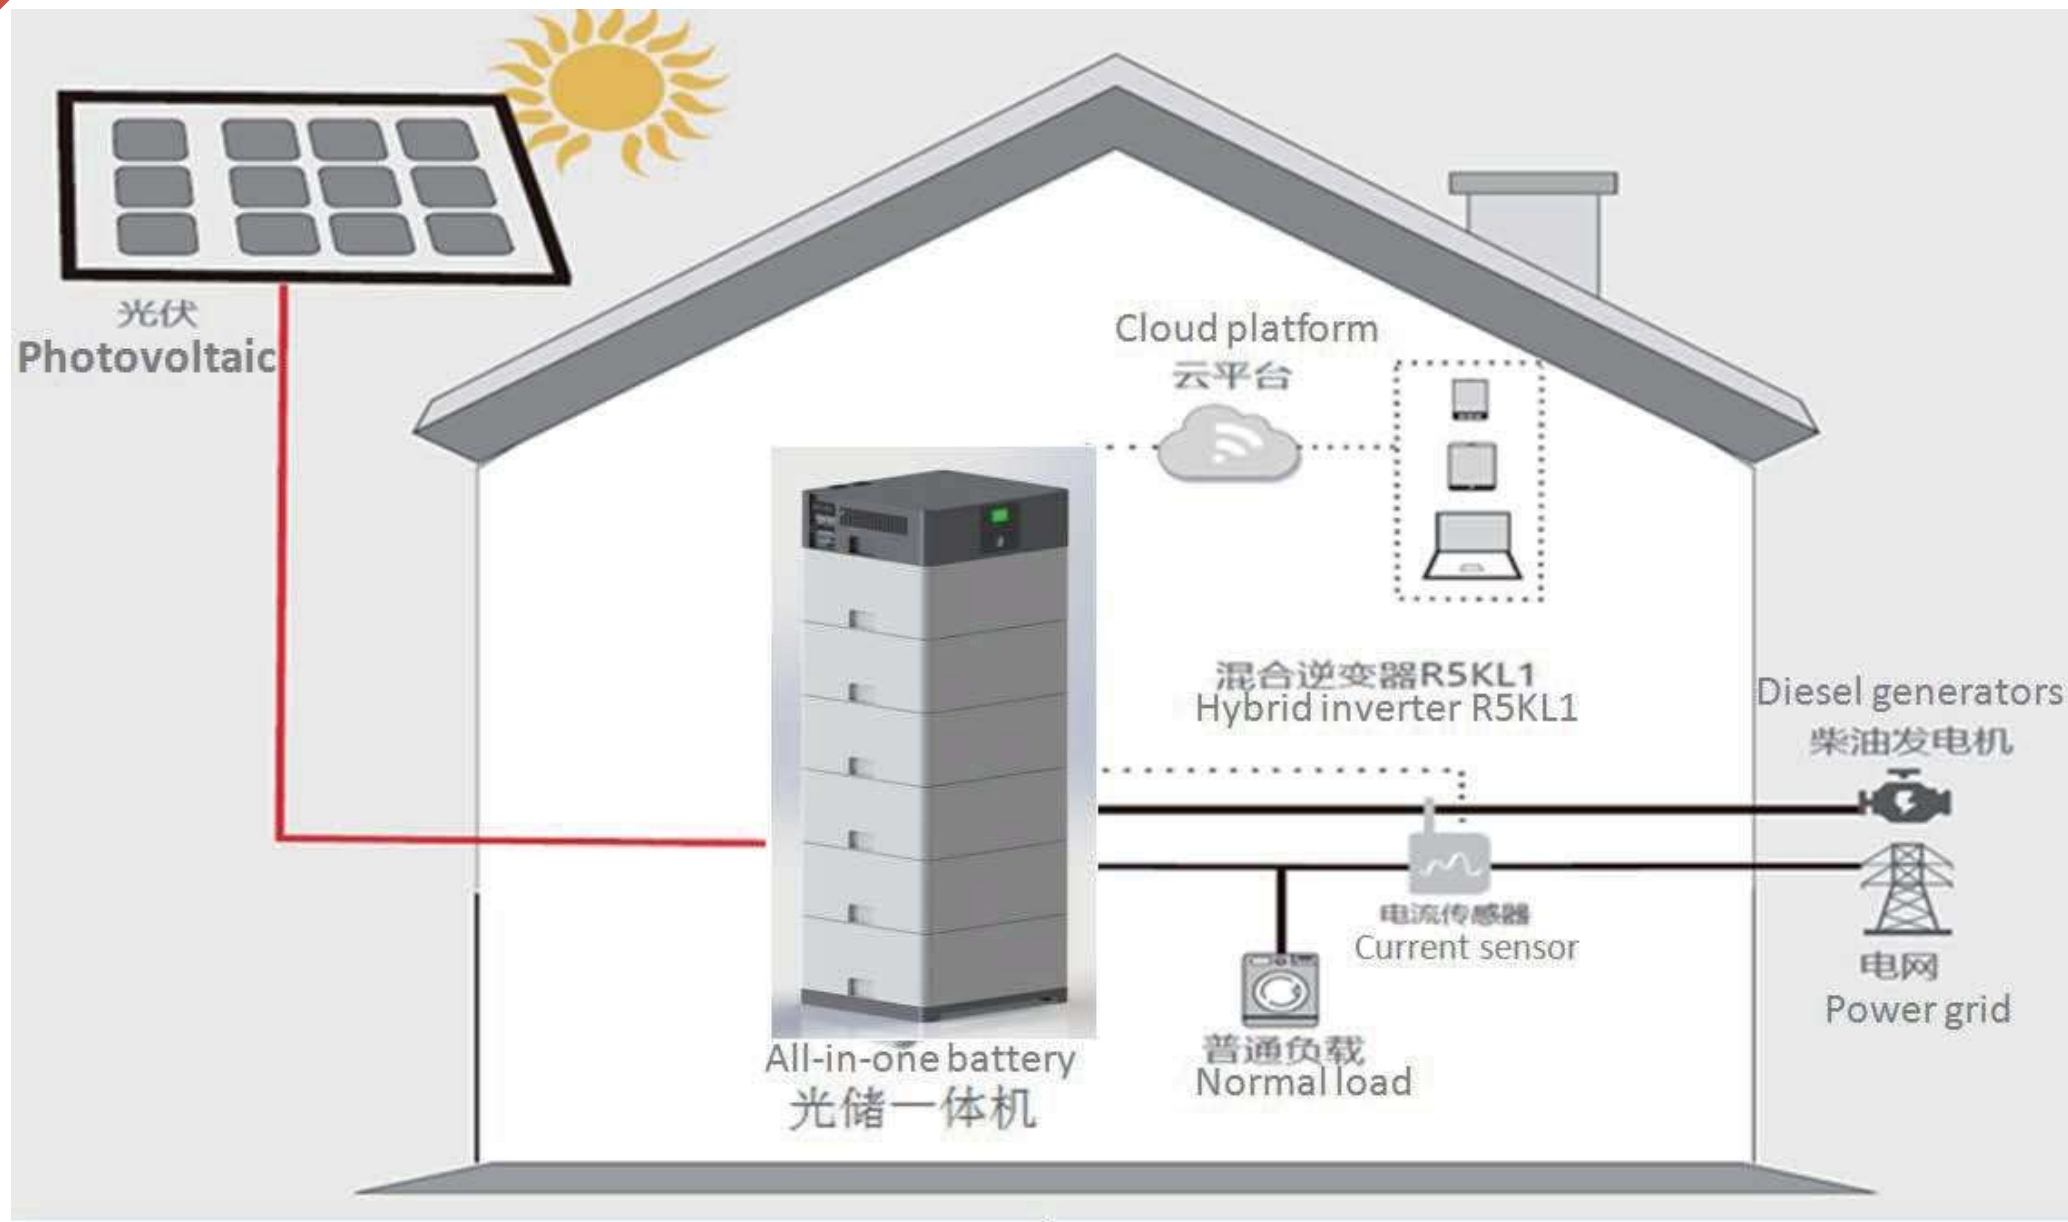 光伏
Photovoltaic
Cloud platform
云平台
混合逆变器R5KL1
Hybrid inverter R5KL1
Diesel generators
柴油发电机
电流传感器
Current sensor
电网
Power grid
普通负载
Normal load
All-in-one battery
光储一体机